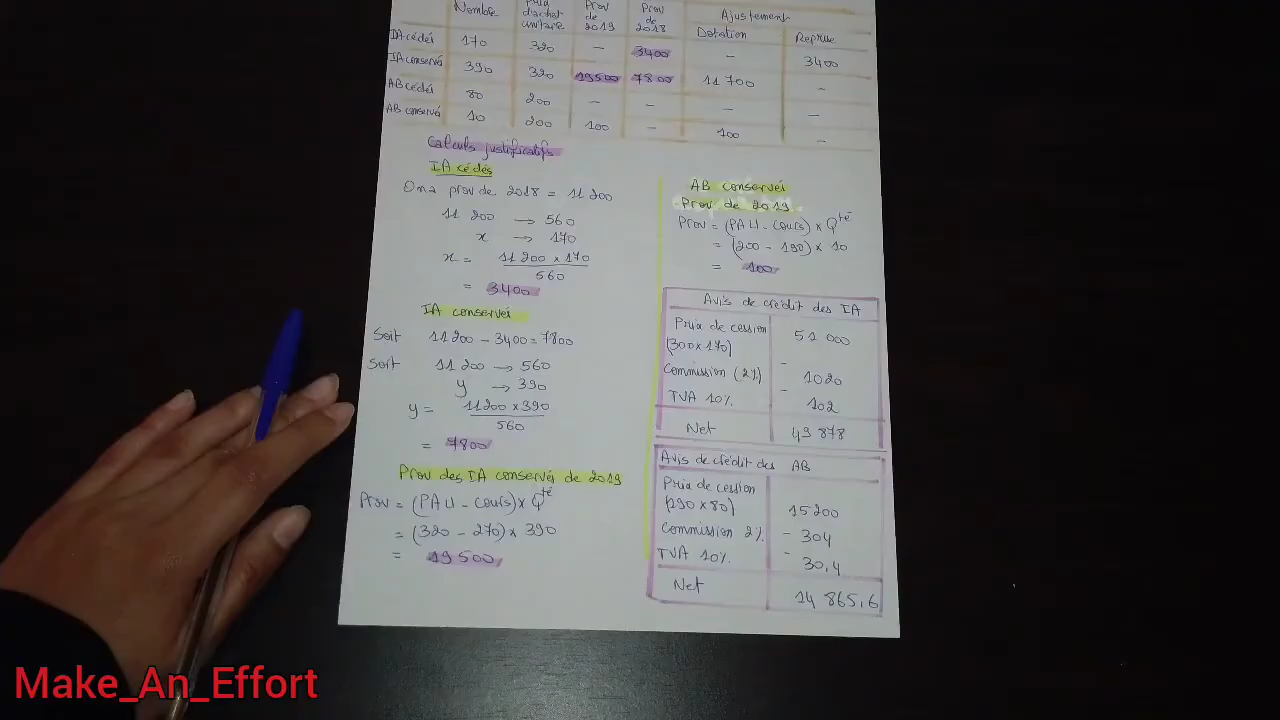 Nombre Prix d'achat unitaire Prov de 2019 Prov de 2018 Ajustement
Dotation Reprise
IA cédés 170 320 - 3400 - 3400
IA conservé 390 320 19500 7800 11 700 -
AB cédés 80 200 - - - -
AB conservé 10 200 100 - 100 -
Calculs justificatifs
IA cédés
On a prov de 2018 = 11 200
11 200 → 560
x → 170
x = 11 200 x 170
560
= 3400
IA conservés
Soit 11 200 - 3400 = 7800
Soit 11 200 → 560
y → 390
y = 11200 x 390
560
= 7800
Prov des IA conservés de 2019
Prov = (PAU - cours) x Qté
= (320 - 270) x 390
= 19 500
AB conservés
Prov de 2019
Prov = (PAU - cours) x Qté
= (200 - 190) x 10
= 100
Avis de crédit des IA
Prix de cession 51 000
(300 x 170)
Commission (2%) - 1020
TVA 10% - 102
Net 49 878
Avis de crédit des AB
Prix de cession
(190 x 80) 15200
Commission 2% - 304
TVA 10% - 30,4
Net 14 865,6
Make_An_Effort